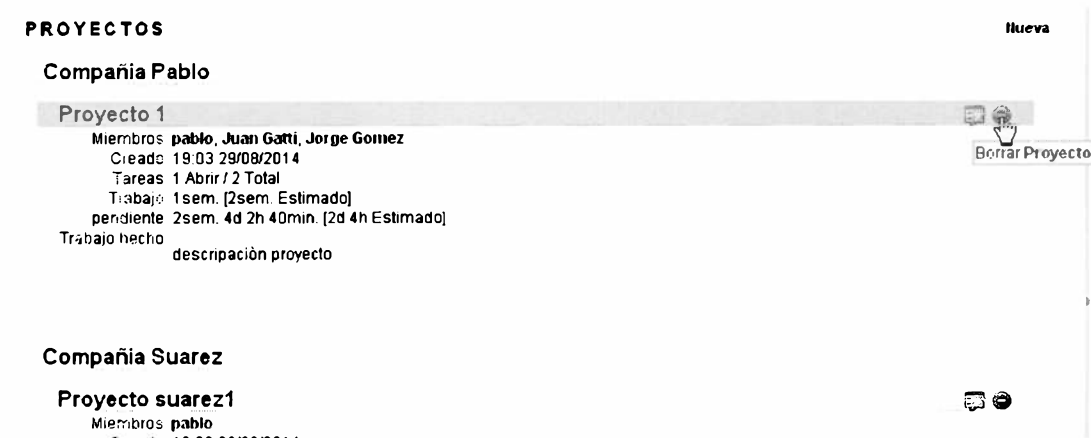 PROYECTOS
Nueva
Compañia Pablo
Proyecto 1
Borrar Proyecto
Miembros pablo, Juan Gatti, Jorge Gomez
Creado 19:03 29/08/2014
Tareas 1 Abrir / 2 Total
Trabajo 1sem. [2sem. Estimado]
pendiente 2sem. 4d 2h 40min. [2d 4h Estimado]
Trabajo hecho
descripaciòn proyecto
Compañia Suarez
Proyecto suarez1
Miembros pablo